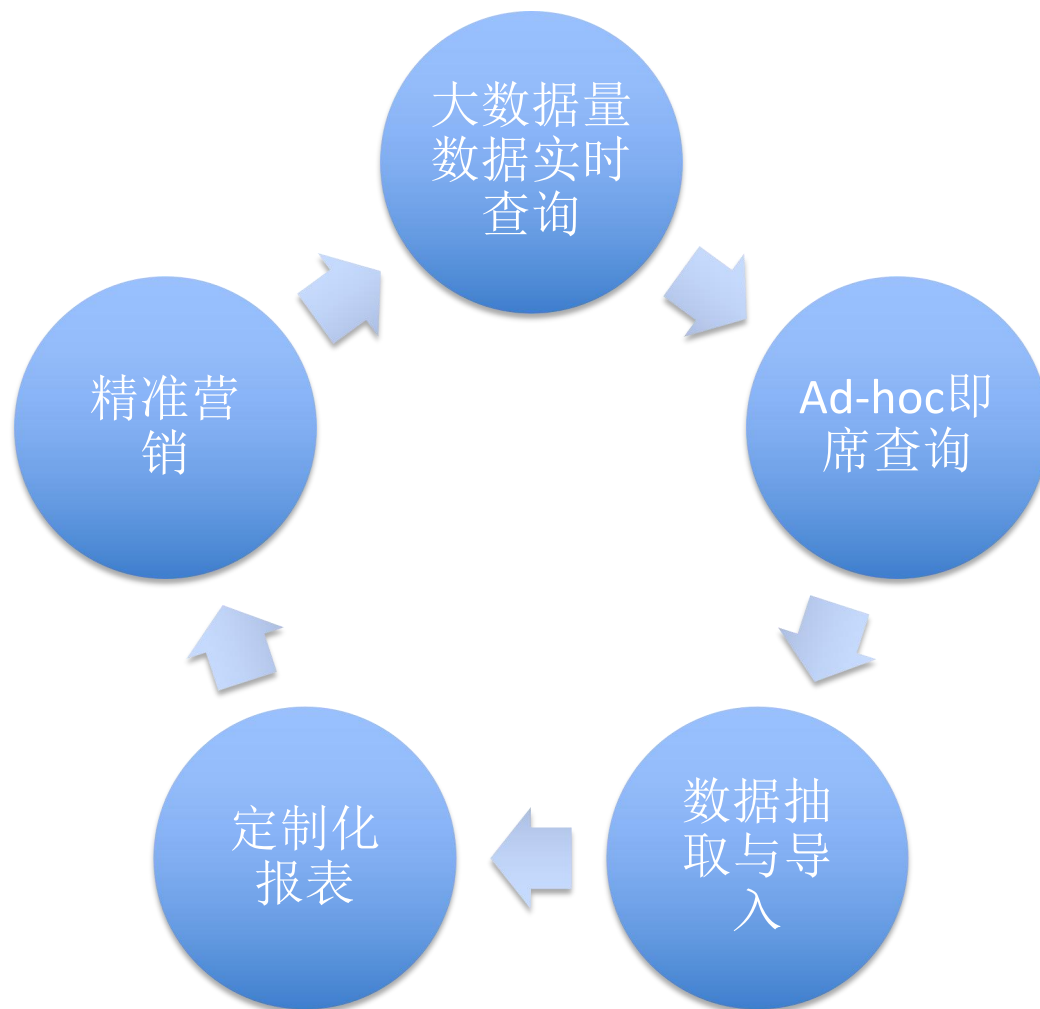 大数据量
数据实时
查询
Ad-hoc即
席查询
数据抽
取与导
入
定制化
报表
精准营
销